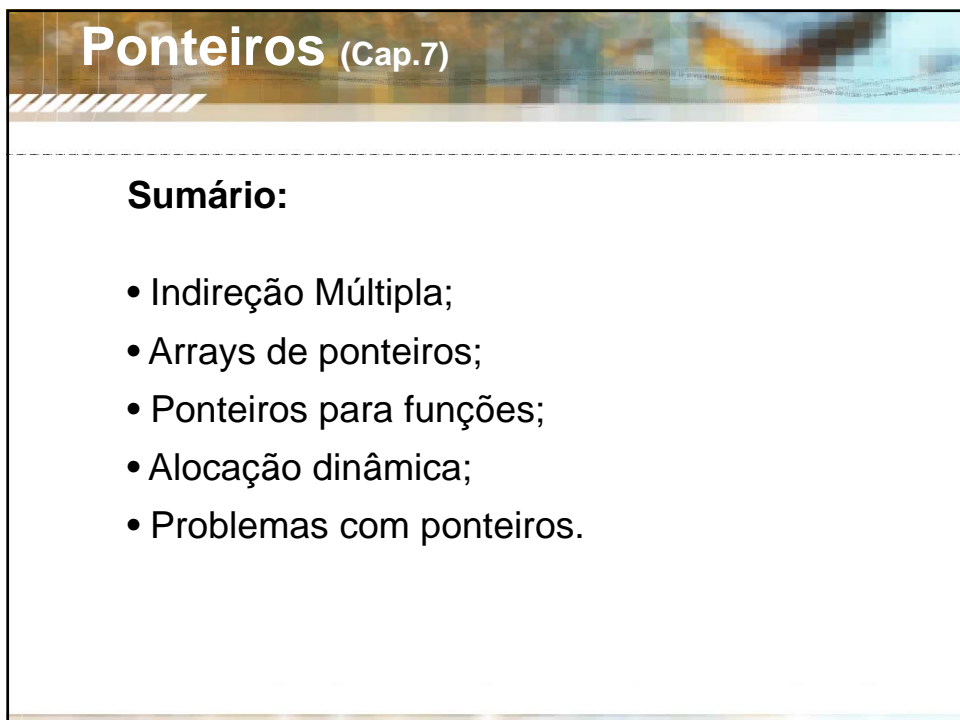 Ponteiros (Cap.7)
Sumário:
• Indireção Múltipla;
• Arrays de ponteiros;
• Ponteiros para funções;
• Alocação dinâmica;
• Problemas com ponteiros.